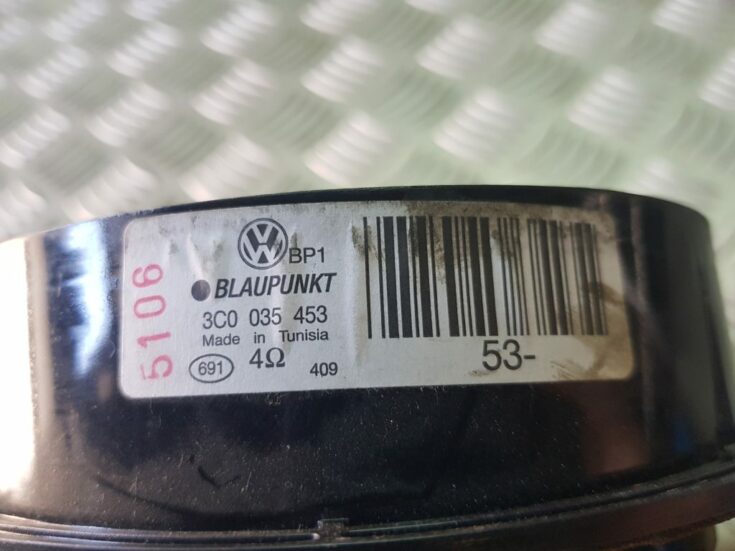 5106
VW BP1
BLAUPUNKT
3C0 035 453
Made in Tunisia
691 4Ω 409
53-